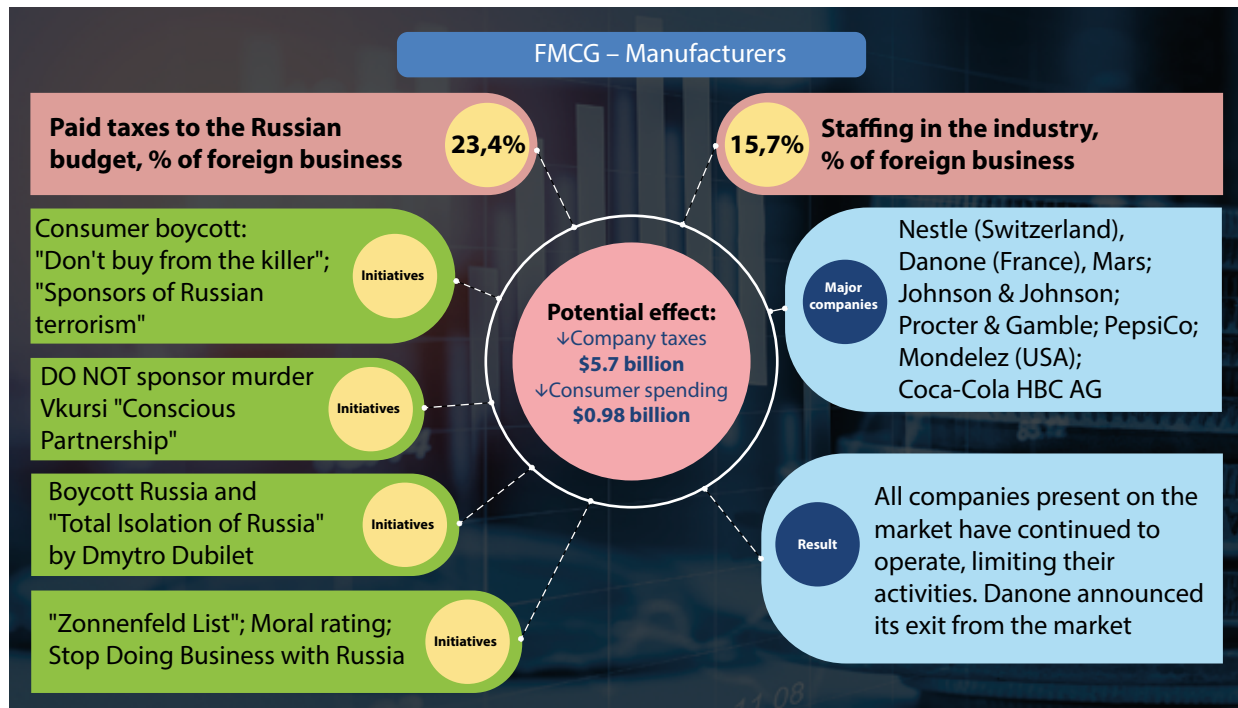 FMCG – Manufacturers
Paid taxes to the Russian
budget, % of foreign business
23,4%
15,7%
Staffing in the industry,
% of foreign business
Consumer boycott:
"Don't buy from the killer";
"Sponsors of Russian
terrorism"
Initiatives
DO NOT sponsor murder
Vkursi "Conscious
Partnership"
Initiatives
Boycott Russia and
"Total Isolation of Russia"
by Dmytro Dubilet
Initiatives
"Zonnenfeld List"; Moral rating;
Stop Doing Business with Russia
Initiatives
Potential effect:
↓Company taxes
$5.7 billion
↓Consumer spending
$0.98 billion
Major
companies
Nestle (Switzerland),
Danone (France), Mars;
Johnson & Johnson;
Procter & Gamble; PepsiCo;
Mondelez (USA);
Coca-Cola HBC AG
Result
All companies present on the
market have continued to
operate, limiting their
activities. Danone announced
its exit from the market
11.08